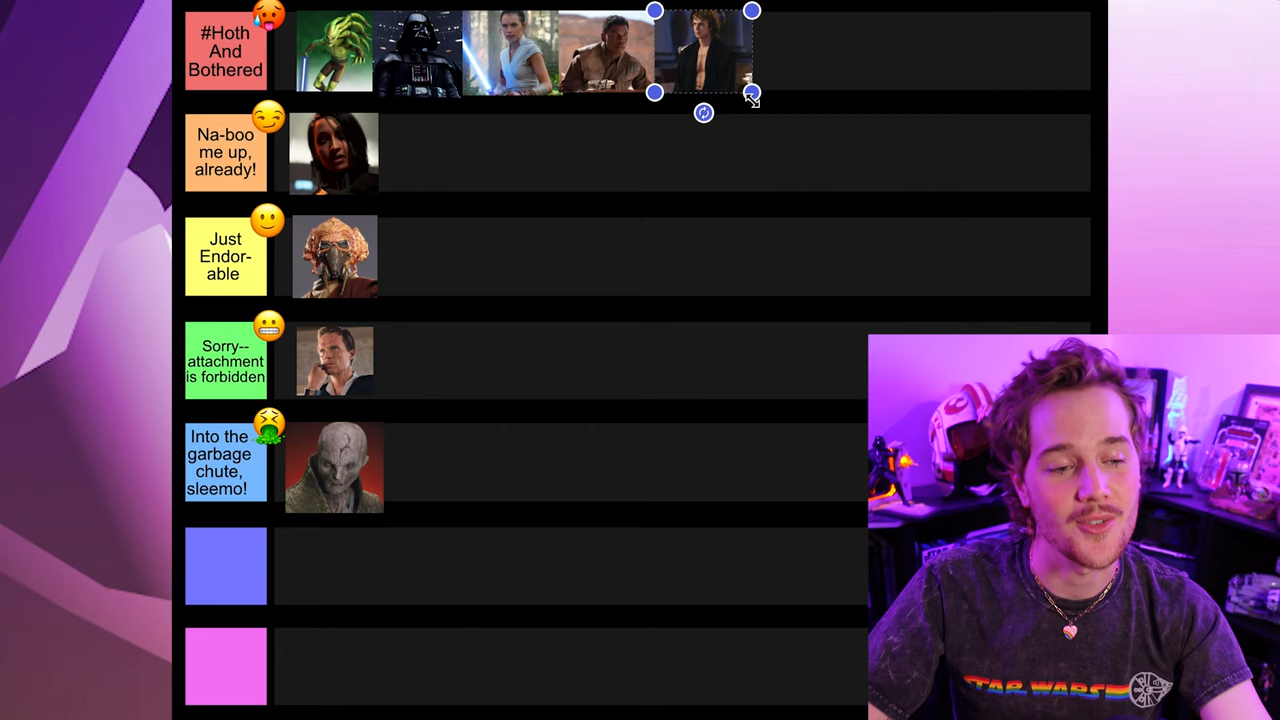 #Hoth
And
Bothered
Na-boo
me up,
already!
Just
Endor-
able
Sorry--
attachment
is forbidden
Into the
garbage
chute,
sleemo!
STAR WARS